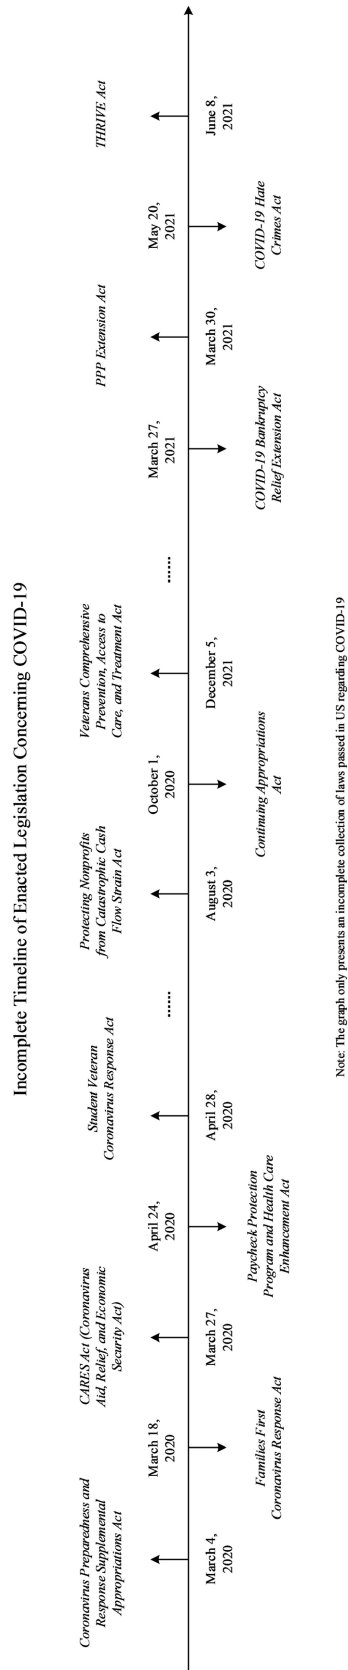 Incomplete Timeline of Enacted Legislation Concerning COVID-19
Coronavirus Preparedness and
Response Supplemental
Appropriations Act
March 4,
2020
March 18,
2020
Families First
Coronavirus Response Act
CARES Act (Coronavirus
Aid, Relief, and Economic
Security Act)
March 27,
2020
April 24,
2020
Paycheck Protection
Program and Health Care
Enhancement Act
Student Veteran
Coronavirus Response Act
April 28,
2020
......
Protecting Nonprofits
from Catastrophic Cash
Flow Strain Act
August 3,
2020
October 1,
2020
Continuing Appropriations
Act
Veterans Comprehensive
Prevention, Access to
Care, and Treatment Act
December 5,
2021
......
March 27,
2021
COVID-19 Bankruptcy
Relief Extension Act
PPP Extension Act
March 30,
2021
May 20,
2021
COVID-19 Hate
Crimes Act
THRIVE Act
June 8,
2021
Note: The graph only presents an incomplete collection of laws passed in US regarding COVID-19